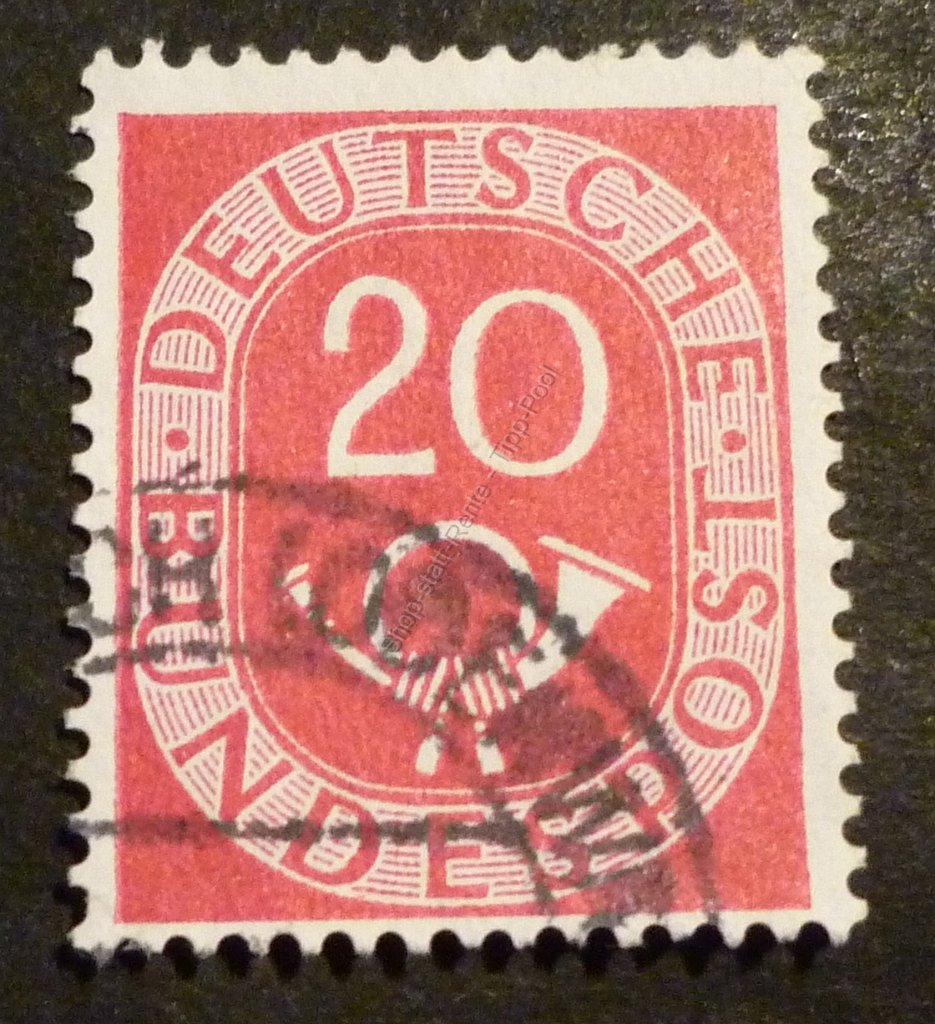 DEUTSCHE · BUNDESPOST
20
Shop-statt-Rente – Tipp-Pool